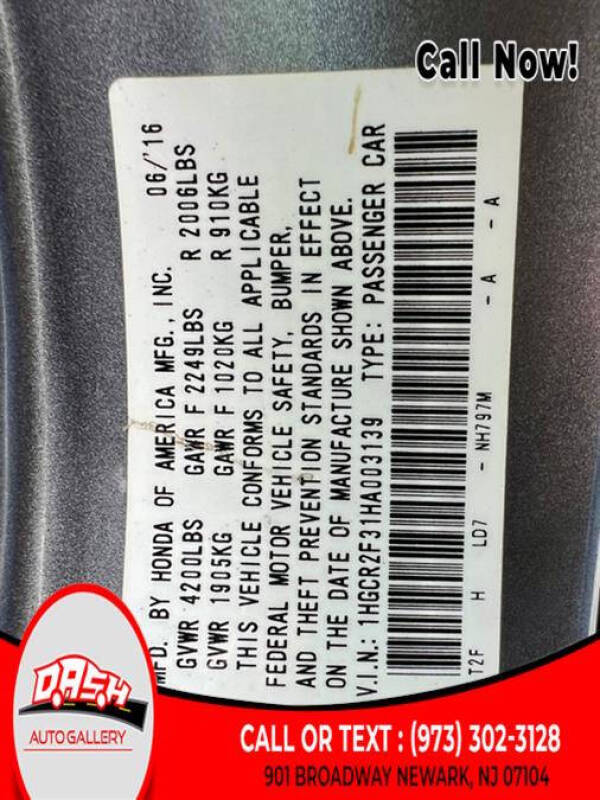 Call Now!
MFD. BY HONDA OF AMERICA MFG., INC. 06/'16
GVWR 4200LBS GAWR F 2249LBS R 2006LBS
GVWR 1905KG GAWR F 1020KG R 910KG
THIS VEHICLE CONFORMS TO ALL APPLICABLE
FEDERAL MOTOR VEHICLE SAFETY, BUMPER,
AND THEFT PREVENTION STANDARDS IN EFFECT
ON THE DATE OF MANUFACTURE SHOWN ABOVE.
V.I.N.: 1HGCR2F31HA003139 TYPE: PASSENGER CAR
T2F H LD7 - NH797M - A - A
DASH
AUTO GALLERY
CALL OR TEXT : (973) 302-3128
901 BROADWAY NEWARK, NJ 07104